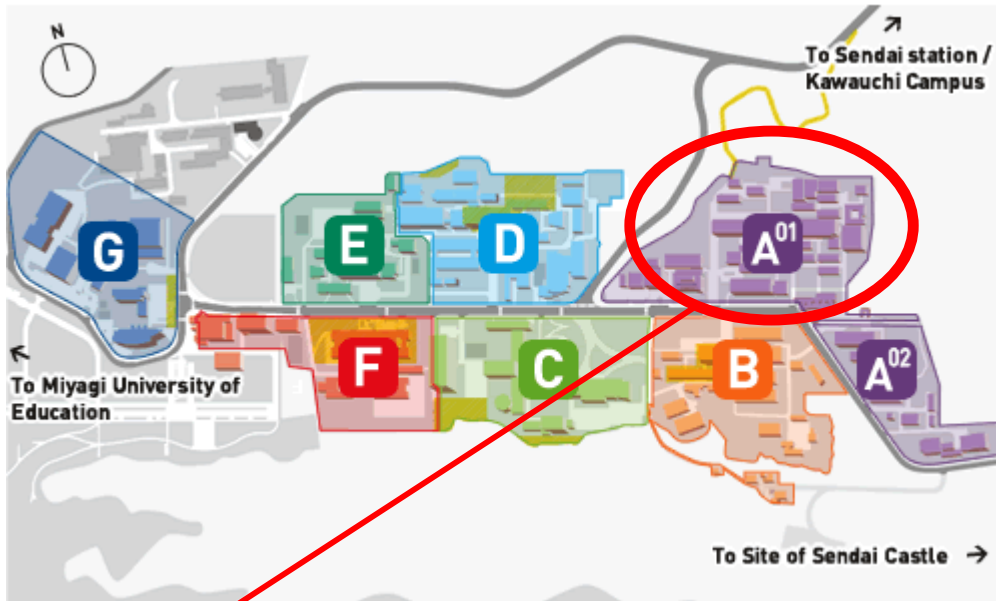 N
To Sendai station /
Kawauchi Campus
G
E
D
A01
F
C
B
A02
To Miyagi University of
Education
To Site of Sendai Castle